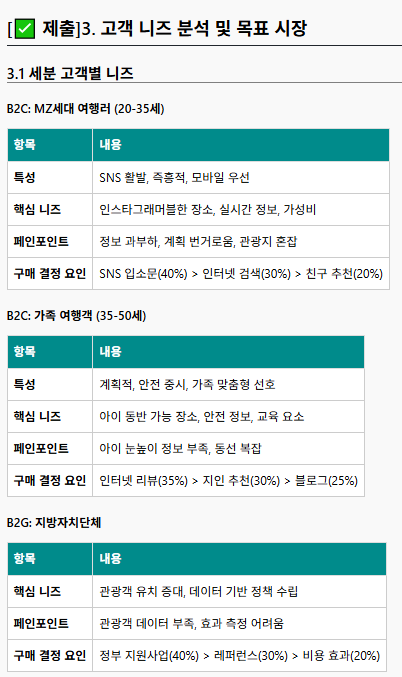 [✅ 제출]3. 고객 니즈 분석 및 목표 시장
3.1 세분 고객별 니즈
B2C: MZ세대 여행러 (20-35세)
항목 내용
특성 SNS 활발, 즉흥적, 모바일 우선
핵심 니즈 인스타그래머블한 장소, 실시간 정보, 가성비
페인포인트 정보 과부하, 계획 번거로움, 관광지 혼잡
구매 결정 요인 SNS 입소문(40%) > 인터넷 검색(30%) > 친구 추천(20%)
B2C: 가족 여행객 (35-50세)
항목 내용
특성 계획적, 안전 중시, 가족 맞춤형 선호
핵심 니즈 아이 동반 가능 장소, 안전 정보, 교육 요소
페인포인트 아이 눈높이 정보 부족, 동선 복잡
구매 결정 요인 인터넷 리뷰(35%) > 지인 추천(30%) > 블로그(25%)
B2G: 지방자치단체
항목 내용
핵심 니즈 관광객 유치 증대, 데이터 기반 정책 수립
페인포인트 관광객 데이터 부족, 효과 측정 어려움
구매 결정 요인 정부 지원사업(40%) > 레퍼런스(30%) > 비용 효과(20%)